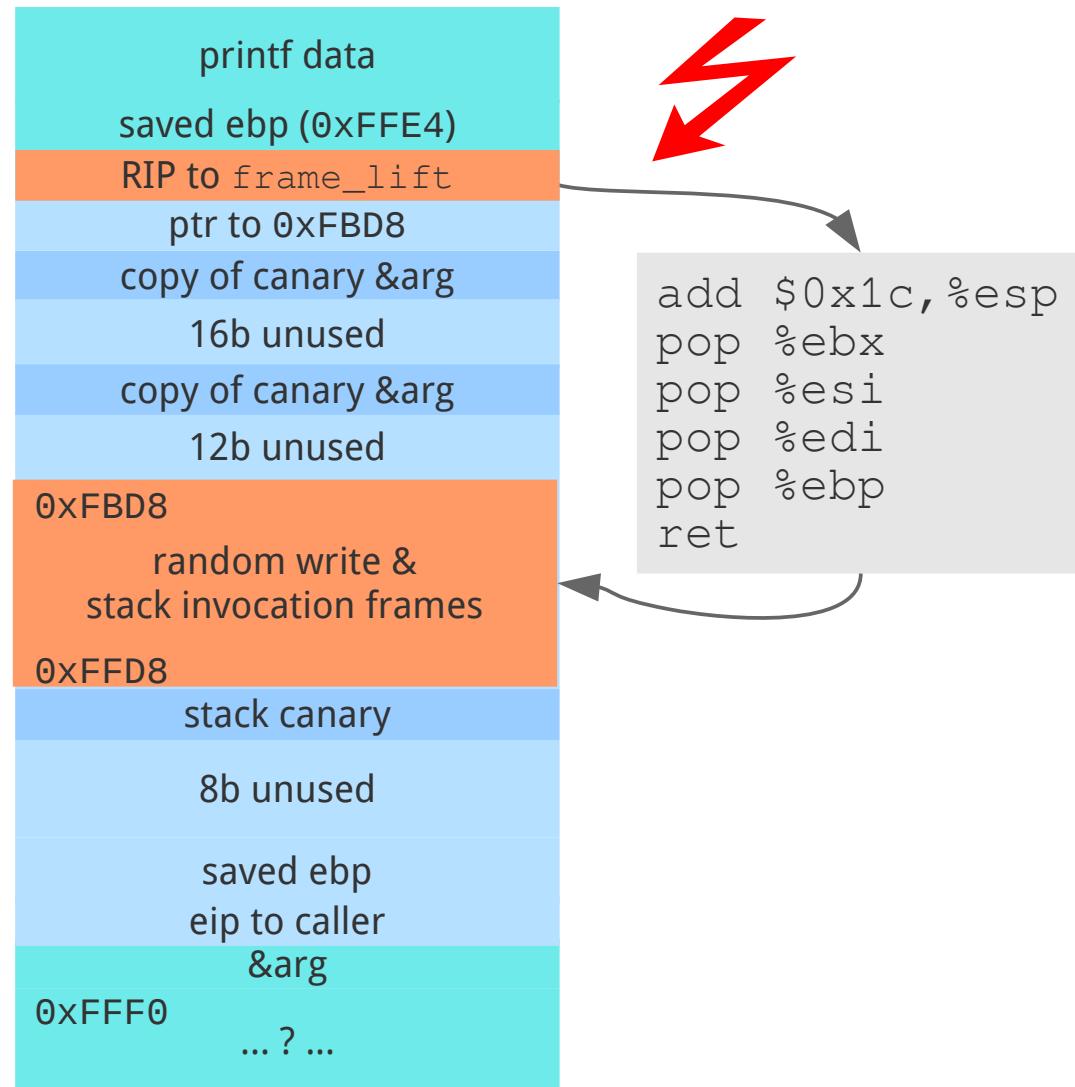 printf data
saved ebp (0xFFE4)
RIP to frame_lift
ptr to 0xFBD8
copy of canary &arg
16b unused
copy of canary &arg
12b unused
0xFBD8
random write &
stack invocation frames
0xFFD8
stack canary
8b unused
saved ebp
eip to caller
&arg
0xFFF0
... ? ...
add $0x1c,%esp
pop %ebx
pop %esi
pop %edi
pop %ebp
ret